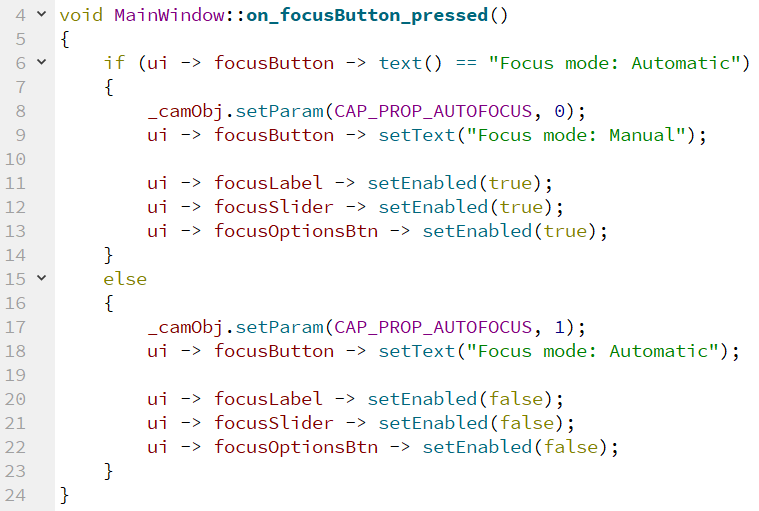 4 void MainWindow::on_focusButton_pressed()
5 {
6     if (ui -> focusButton -> text() == "Focus mode: Automatic")
7     {
8         _camObj.setParam(CAP_PROP_AUTOFOCUS, 0);
9         ui -> focusButton -> setText("Focus mode: Manual");
10
11         ui -> focusLabel -> setEnabled(true);
12         ui -> focusSlider -> setEnabled(true);
13         ui -> focusOptionsBtn -> setEnabled(true);
14     }
15     else
16     {
17         _camObj.setParam(CAP_PROP_AUTOFOCUS, 1);
18         ui -> focusButton -> setText("Focus mode: Automatic");
19
20         ui -> focusLabel -> setEnabled(false);
21         ui -> focusSlider -> setEnabled(false);
22         ui -> focusOptionsBtn -> setEnabled(false);
23     }
24 }